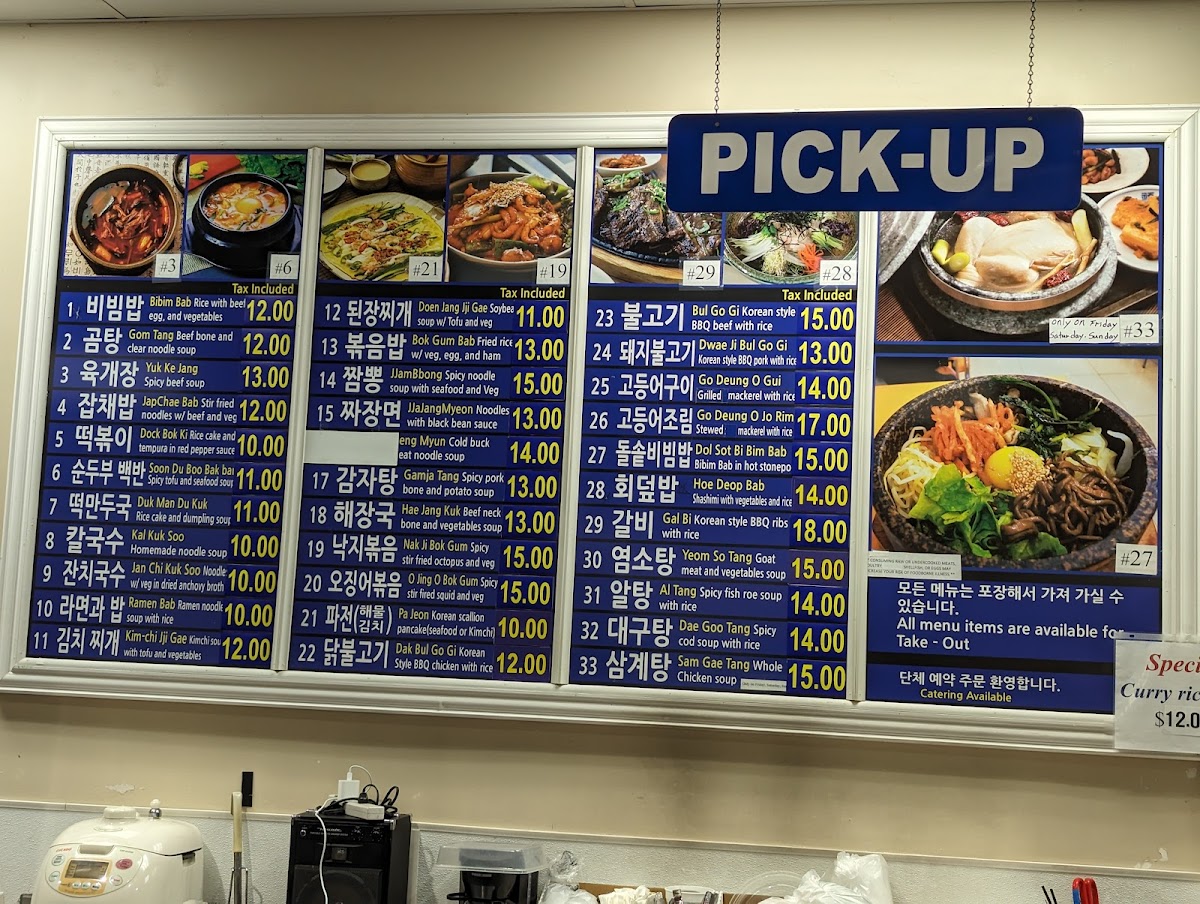 PICK-UP
#3
#6
Tax Included
1 비빔밥 Bibim Bab Rice with beef
egg, and vegetables 12.00
2 곰탕 Gom Tang Beef bone and
clear noodle soup 12.00
3 육개장 Yuk Ke Jang
Spicy beef soup 13.00
4 잡채밥 JapChae Bab Stir fried
noodles w/ beef and veg 12.00
5 떡볶이 Dock Bok Ki Rice cake and
tempura in red pepper sauce 10.00
6 순두부 백반 Soon Du Boo Bak ban
Spicy tofu and seafood soup 11.00
7 떡만두국 Duk Man Du Kuk
Rice cake and dumpling soup 11.00
8 칼국수 Kal Kuk Soo
Homemade noodle soup 10.00
9 잔치국수 Jan Chi Kuk Soo Noodle
w/ veg in dried anchovy broth 10.00
10 라면과 밥 Ramen Bab Ramen noodle
soup with rice 10.00
11 김치 찌개 Kim-chi Jji Gae Kimchi sou
with tofu and vegetables 12.00
#21
#19
Tax Included
12 된장찌개 Doen Jang Jji Gae Soybea
soup w/ Tofu and veg 11.00
13 볶음밥 Bok Gum Bab Fried rice
w/ veg, egg, and ham 13.00
14 짬뽕 JJamBbong Spicy noodle
soup with seafood and Veg 15.00
15 짜장면 JJaJangMyeon Noodles
with black bean sauce 13.00
eng Myun Cold buck
eat noodle soup 14.00
17 감자탕 Gamja Tang Spicy pork
bone and potato soup 13.00
18 해장국 Hae Jang Kuk Beef neck
bone and vegetables soup 13.00
19 낙지볶음 Nak Ji Bok Gum Spicy
stir fried octopus and veg 15.00
20 오징어볶음 O Jing O Bok Gum Spicy
stir fired squid and veg 15.00
21 파전(해물 김치) Pa Jeon Korean scallion
pancake(seafood or Kimchi) 10.00
22 닭불고기 Dak Bul Go Gi Korean
Style BBQ chicken with rice 12.00
#29
#28
Tax Included
23 불고기 Bul Go Gi Korean style
BBQ beef with rice 15.00
24 돼지불고기 Dwae Ji Bul Go Gi
Korean style BBQ pork with rice 13.00
25 고등어구이 Go Deung O Gui
Grilled mackerel with rice 14.00
26 고등어조림 Go Deung O Jo Rim
Stewed mackerel with rice 17.00
27 돌솥비빔밥 Dol Sot Bi Bim Bab
Bibim Bab in hot stonepo 15.00
28 회덮밥 Hoe Deop Bab
Shashimi with vegetables and rice 14.00
29 갈비 Gal Bi Korean style BBQ ribs
with rice 18.00
30 염소탕 Yeom So Tang Goat
meat and vegetables soup 15.00
31 알탕 Al Tang Spicy fish roe soup
with rice 14.00
32 대구탕 Dae Goo Tang Spicy
cod soup with rice 14.00
33 삼계탕 Sam Gae Tang Whole
Chicken soup 15.00
only on Friday
Saturday. Sunday
#33
#27
모든 메뉴는 포장해서 가져 가실 수
있습니다.
All menu items are available for
Take - Out
단체 예약 주문 환영합니다.
Catering Available
Speci
Curry ric
$12.0